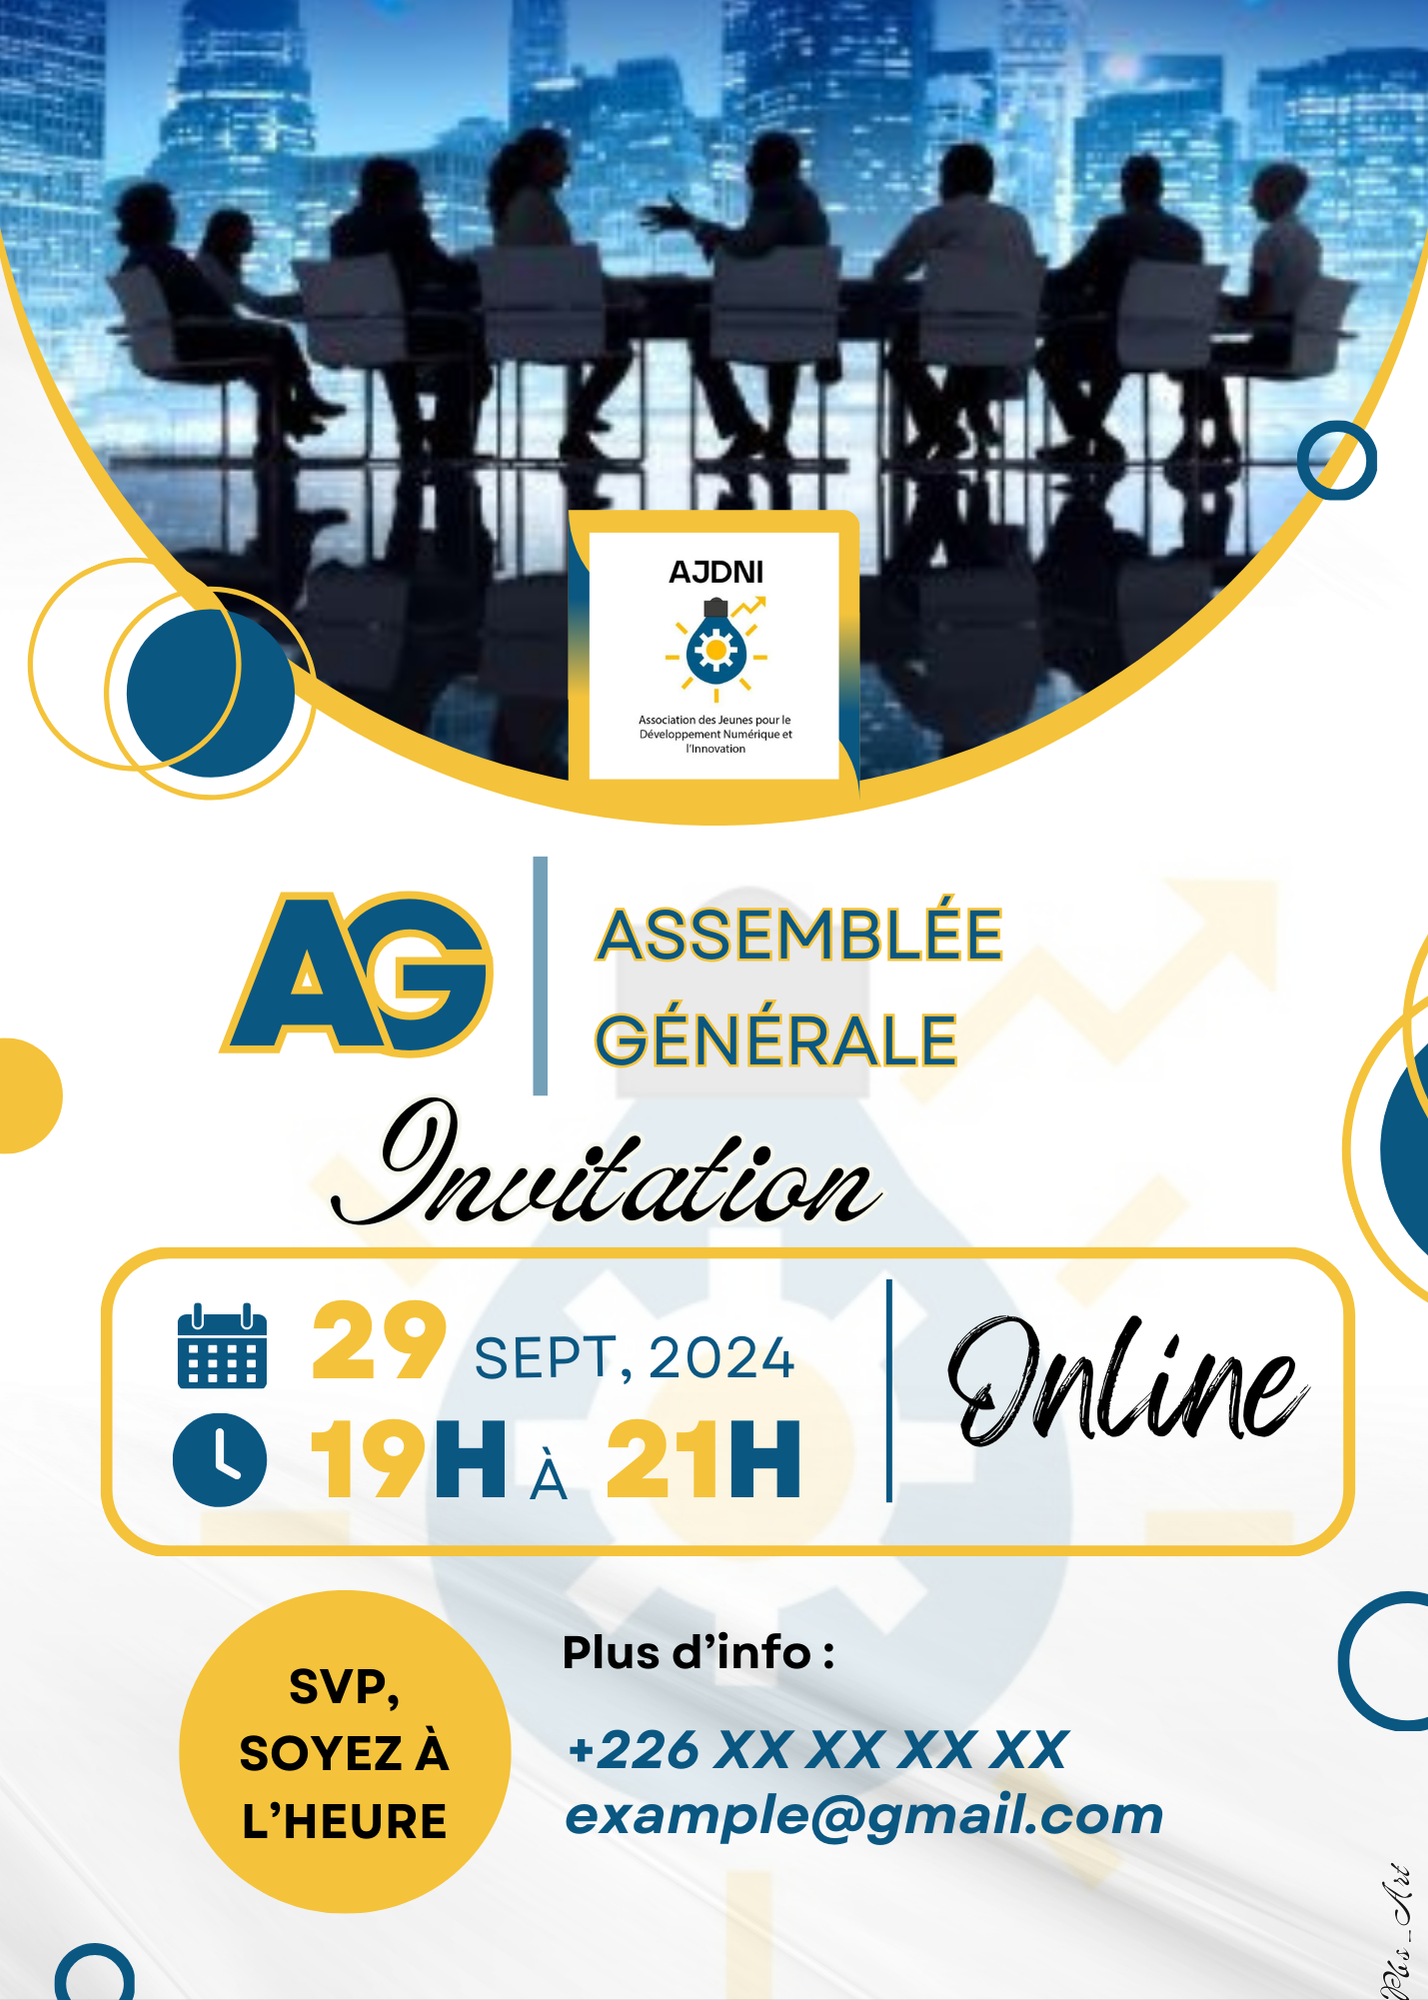 AJDNI
Association des Jeunes pour le
Développement Numérique et
l'Innovation
AG
ASSEMBLÉE
GÉNÉRALE
Invitation
29 SEPT, 2024
19H À 21H
Online
SVP,
SOYEZ À
L'HEURE
Plus d'info :
+226 XX XX XX XX
example@gmail.com
Pbs_Art